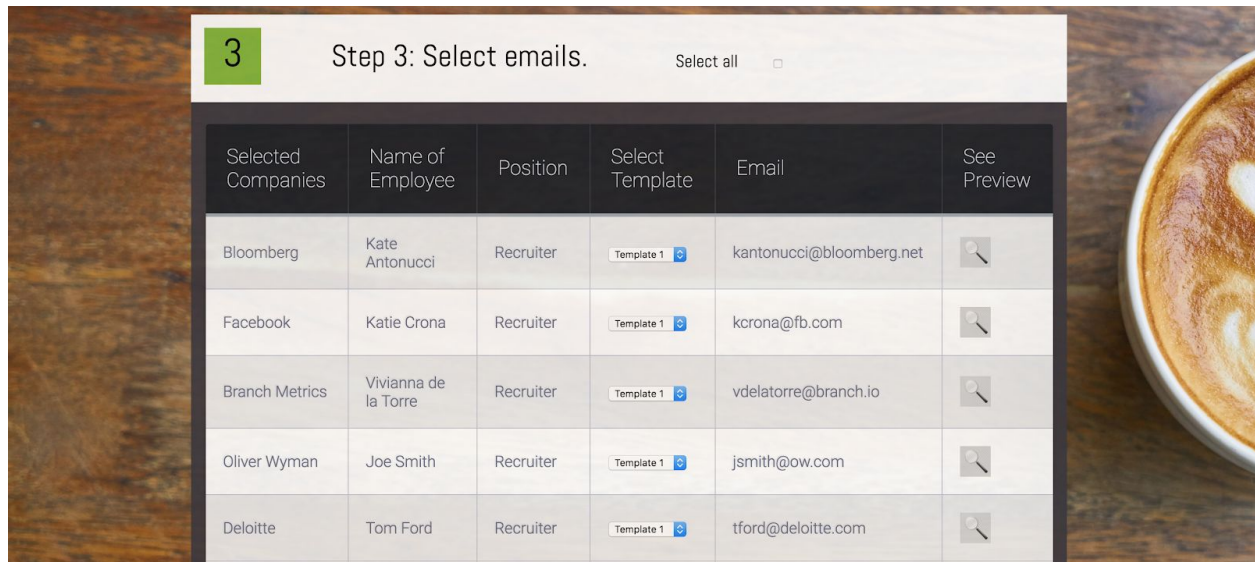 3
Step 3: Select emails.
Select all
Selected
Companies
Name of
Employee
Position
Select
Template
Email
See
Preview
Bloomberg
Kate
Antonucci
Recruiter
Template 1
kantonucci@bloomberg.net
Facebook
Katie Crona
Recruiter
Template 1
kcrona@fb.com
Branch Metrics
Vivianna de
la Torre
Recruiter
Template 1
vdelatorre@branch.io
Oliver Wyman
Joe Smith
Recruiter
Template 1
jsmith@ow.com
Deloitte
Tom Ford
Recruiter
Template 1
tford@deloitte.com